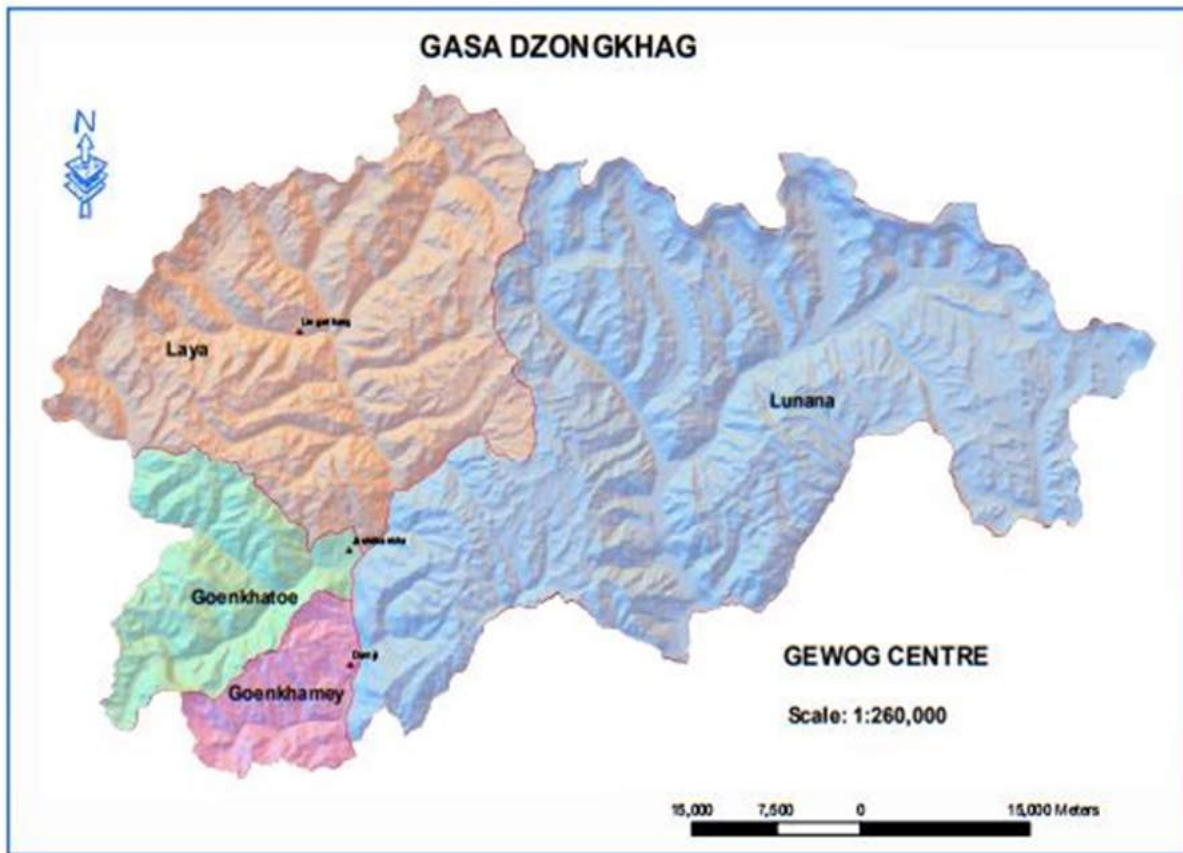 GASA DZONGKHAG
N
Laya
Lunana
Goenkhatoe
Goenkhamey
Damji
GEWOG CENTRE
Scale: 1:260,000
15,000 7,500 0 15,000 Meters